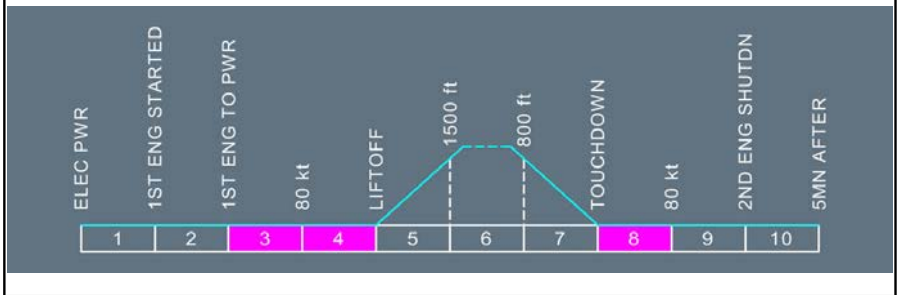 ELEC PWR
1ST ENG STARTED
1ST ENG TO PWR
80 kt
LIFTOFF
1500 ft
800 ft
TOUCHDOWN
80 kt
2ND ENG SHUTDN
5MN AFTER
1 2 3 4 5 6 7 8 9 10